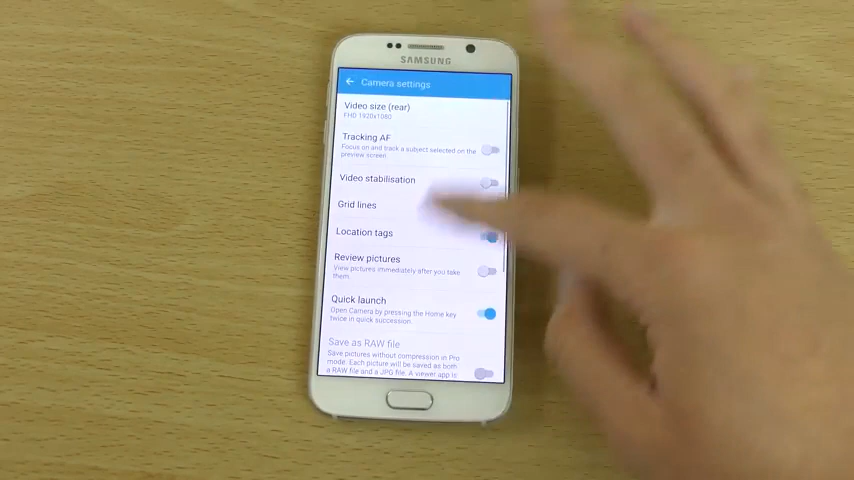 SAMSUNG
Camera settings
Video size (rear)
FHD 1920x1080
Tracking AF
Focus on and track a subject selected on the
preview screen.
Video stabilisation
Grid lines
Location tags
Review pictures
View pictures immediately after you take
them.
Quick launch
Open Camera by pressing the Home key
twice in quick succession.
Save as RAW file
Save pictures without compression in Pro
mode. Each picture will be saved as both
a RAW file and a JPG file. A viewer app is